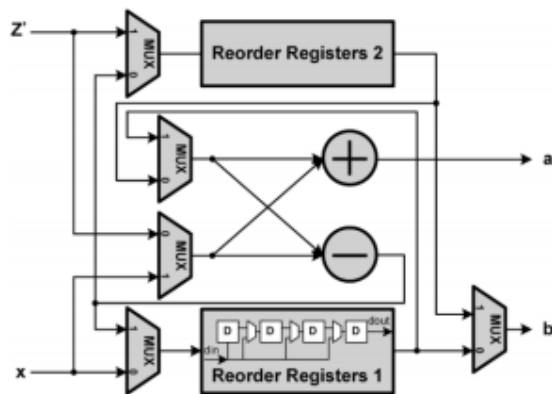 Z'
1
MUX
0
Reorder Registers 2
1
MUX
0
+
a
0
MUX
1
−
1
MUX
0
D
D
D
D
dout
din
Reorder Registers 1
1
MUX
0
b
x